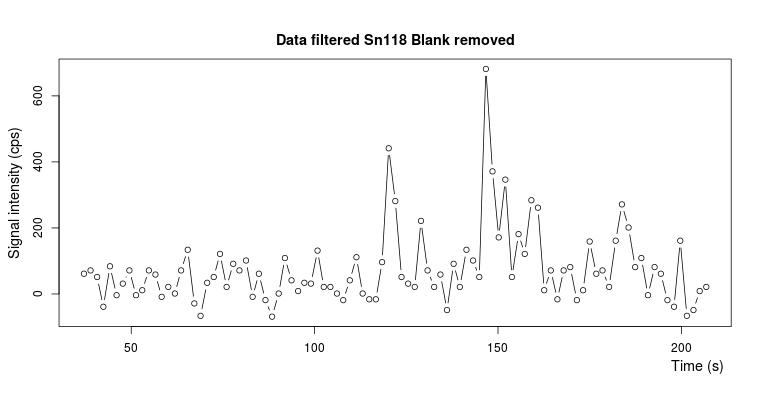 Data filtered Sn118 Blank removed
Signal intensity (cps)
600
400
200
0
50 100 150 200
Time (s)